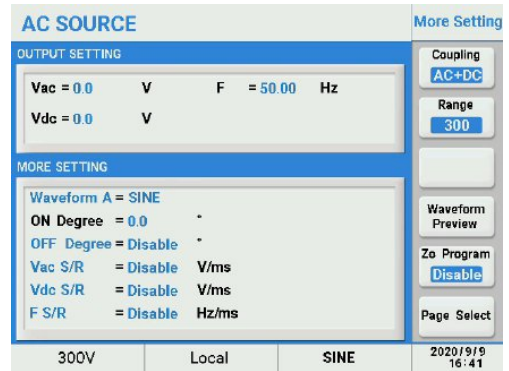 AC SOURCE
More Setting
OUTPUT SETTING
Vac = 0.0 V F = 50.00 Hz
Vdc = 0.0 V
MORE SETTING
Waveform A = SINE
ON Degree = 0.0 °
OFF Degree = Disable °
Vac S/R = Disable V/ms
Vdc S/R = Disable V/ms
F S/R = Disable Hz/ms
Coupling
AC+DC
Range
300
Waveform
Preview
Zo Program
Disable
Page Select
300V Local SINE
2020/9/9
16:41